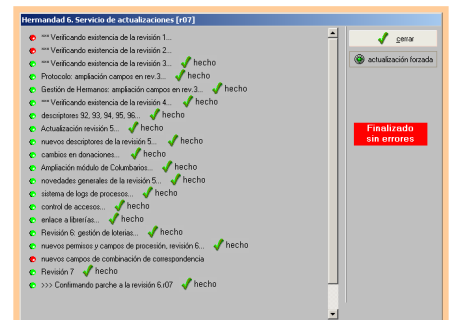 Hermandad 6. Servicio de actualizaciones [r07]
*** Verificando existencia de la revisión 1...
*** Verificando existencia de la revisión 2...
*** Verificando existencia de la revisión 3... hecho
Protocolo: ampliación campos en rev.3... hecho
Gestión de Hermanos: ampliación campos en rev.3... hecho
*** Verificando existencia de la revisión 4... hecho
descriptores 92, 93, 94, 95, 96... hecho
Actualización revisión 5... hecho
nuevos descriptores de la revisión 5... hecho
cambios en donaciones... hecho
Ampliación módulo de Columbarios... hecho
novedades generales de la revisión 5... hecho
sistema de logs de procesos... hecho
control de accesos... hecho
enlace a librerías... hecho
Revisión 6: gestión de loterias... hecho
nuevos permisos y campos de procesión, revisión 6... hecho
nuevos campos de combinación de correspondencia
Revisión 7 hecho
>>> Confirmando parche a la revisión 6.r07 hecho
cerrar
actualización forzada
Finalizado
sin errores